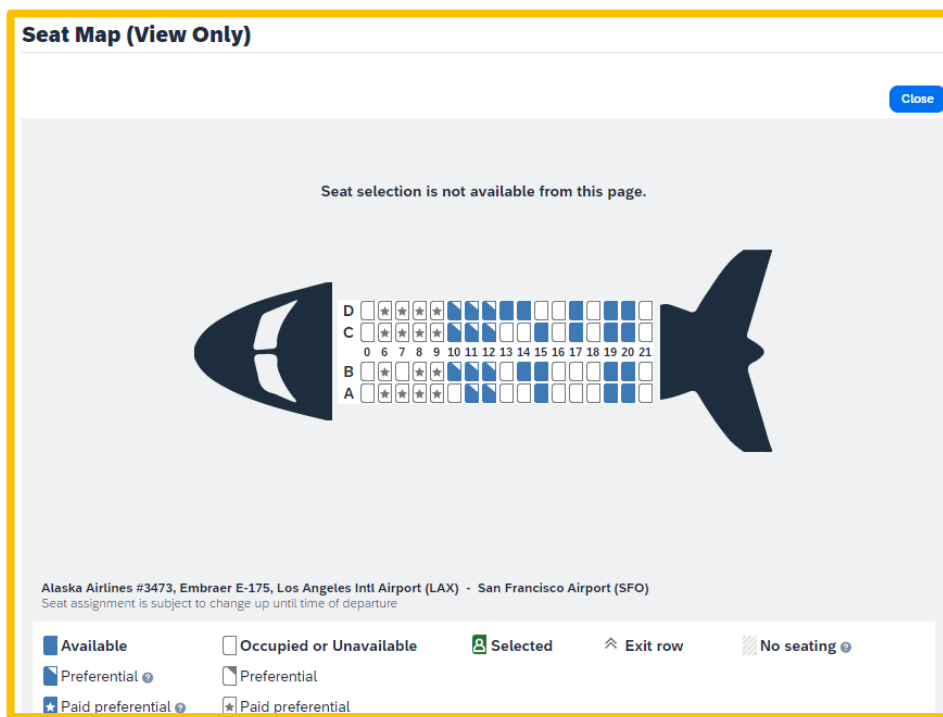 Seat Map (View Only)
Close
Seat selection is not available from this page.
D
C
0 6 7 8 9 10 11 12 13 14 15 16 17 18 19 20 21
B
A
Alaska Airlines #3473, Embraer E-175, Los Angeles Intl Airport (LAX) - San Francisco Airport (SFO)
Seat assignment is subject to change up until time of departure
Available Occupied or Unavailable Selected Exit row No seating ?
Preferential ? Preferential
Paid preferential ? Paid preferential